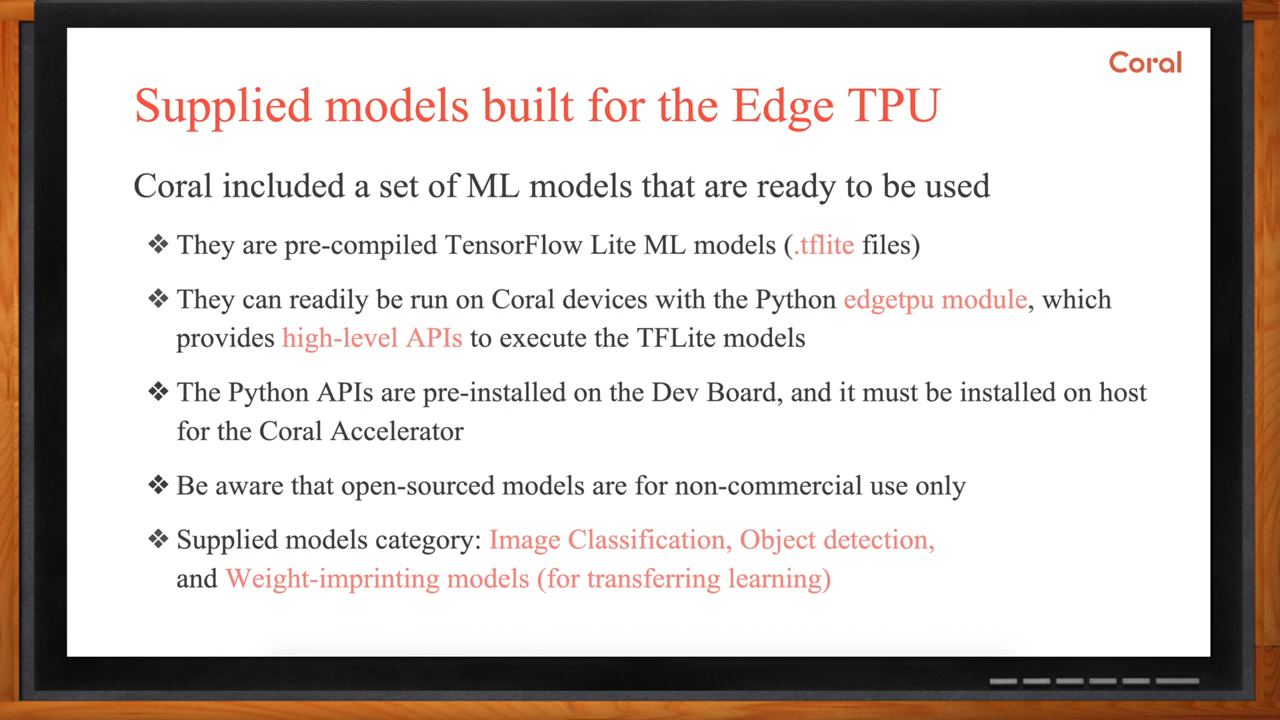 Coral
Supplied models built for the Edge TPU
Coral included a set of ML models that are ready to be used
❖ They are pre-compiled TensorFlow Lite ML models (.tflite files)
❖ They can readily be run on Coral devices with the Python edgetpu module, which
provides high-level APIs to execute the TFLite models
❖ The Python APIs are pre-installed on the Dev Board, and it must be installed on host
for the Coral Accelerator
❖ Be aware that open-sourced models are for non-commercial use only
❖ Supplied models category: Image Classification, Object detection,
and Weight-imprinting models (for transferring learning)